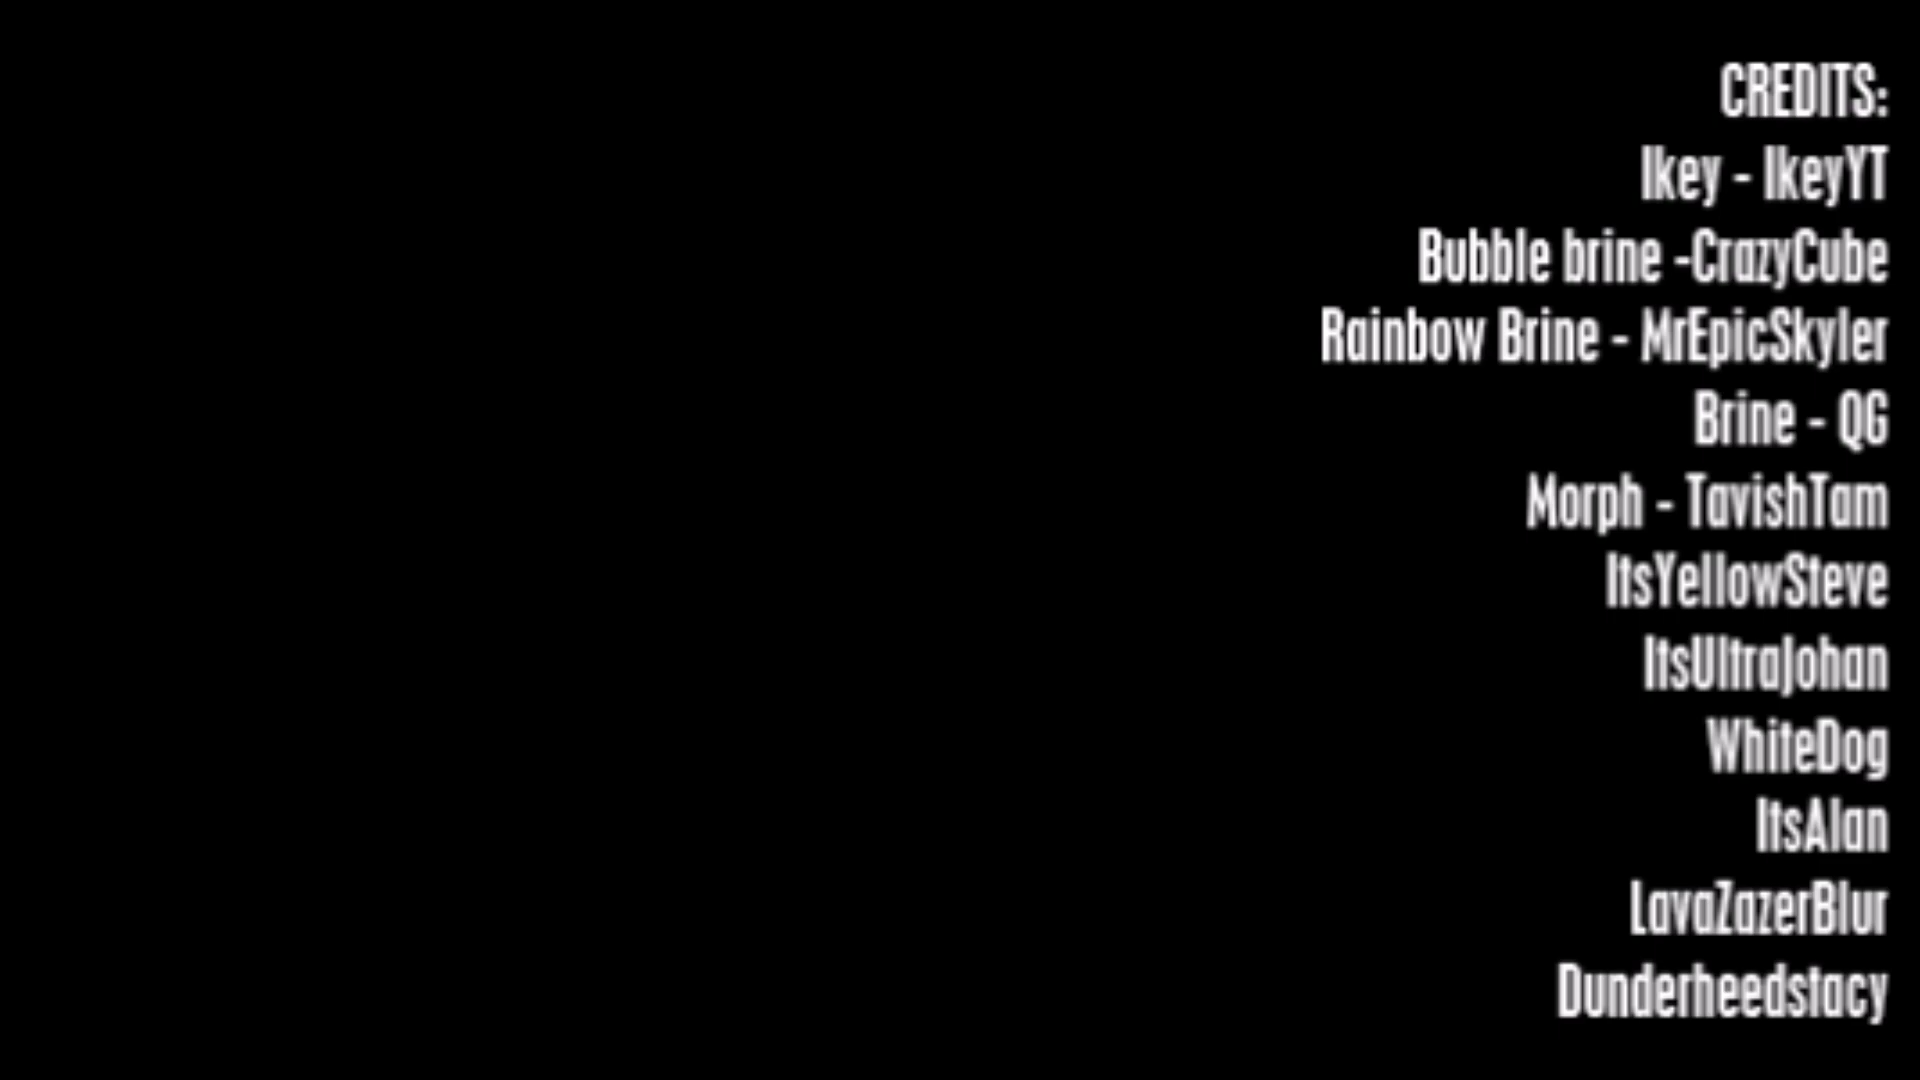 CREDITS:
Ikey - IkeyYT
Bubble brine -CrazyCube
Rainbow Brine - MrEpicSkyler
Brine - QG
Morph - TavishTam
ItsYellowSteve
ItsUltraJohan
WhiteDog
ItsAlan
LavaZazerBlur
Dunderheedstacy